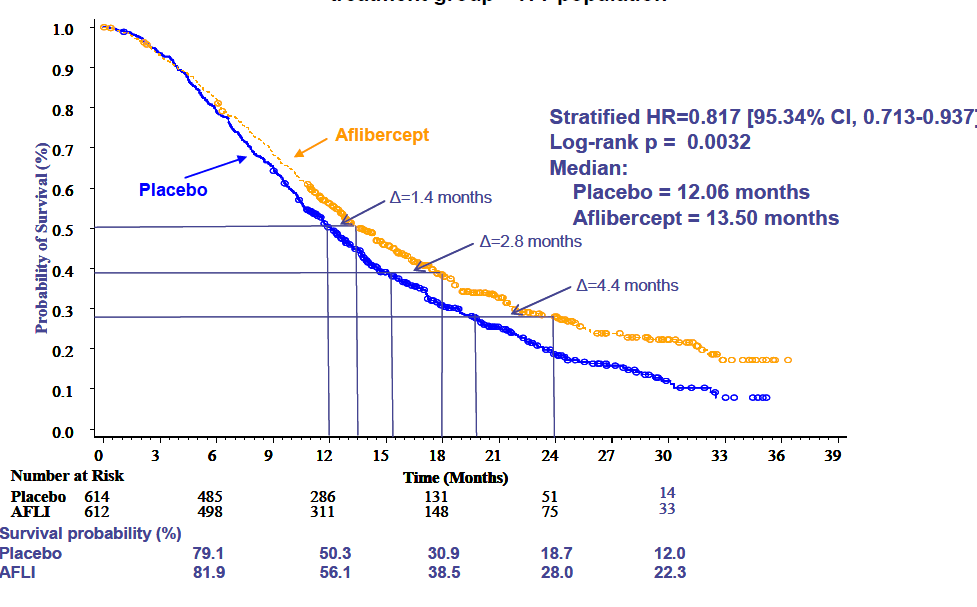 treatment group - ITT population
1.0
0.9
0.8
0.7
0.6
0.5
0.4
0.3
0.2
0.1
0.0
Probability of Survival (%)
Stratified HR=0.817 [95.34% CI, 0.713-0.937]
Log-rank p = 0.0032
Median:
Placebo = 12.06 months
Aflibercept = 13.50 months
Aflibercept
Placebo
Δ=1.4 months
Δ=2.8 months
Δ=4.4 months
0 3 6 9 12 15 18 21 24 27 30 33 36 39
Time (Months)
Number at Risk
Placebo 614 485 286 131 51 14
AFLI 612 498 311 148 75 33
Survival probability (%)
Placebo 79.1 50.3 30.9 18.7 12.0
AFLI 81.9 56.1 38.5 28.0 22.3